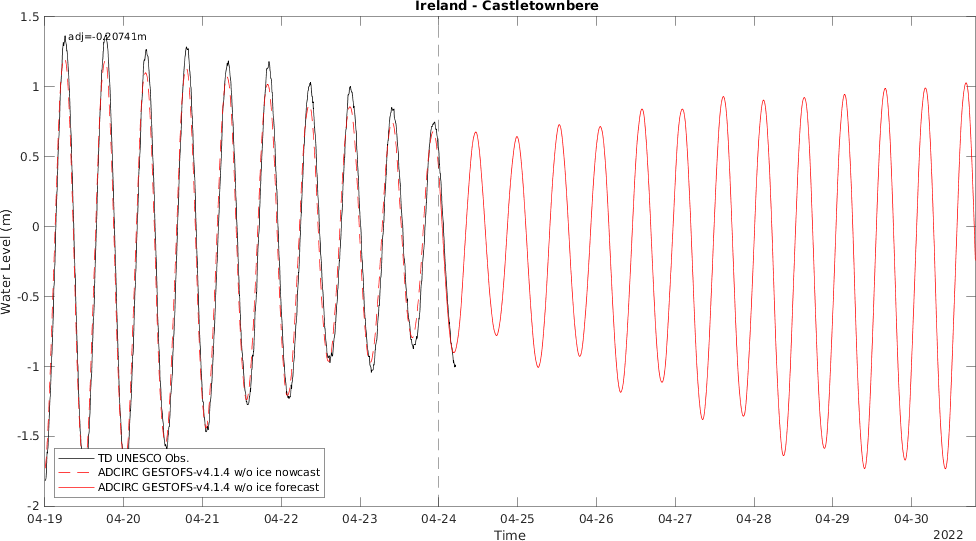 Ireland - Castletownbere
adj=-0.20741m
Water Level (m)
1.5
1
0.5
0
-0.5
-1
-1.5
-2
TD UNESCO Obs.
ADCIRC GESTOFS-v4.1.4 w/o ice nowcast
ADCIRC GESTOFS-v4.1.4 w/o ice forecast
04-19 04-20 04-21 04-22 04-23 04-24 04-25 04-26 04-27 04-28 04-29 04-30
Time
2022